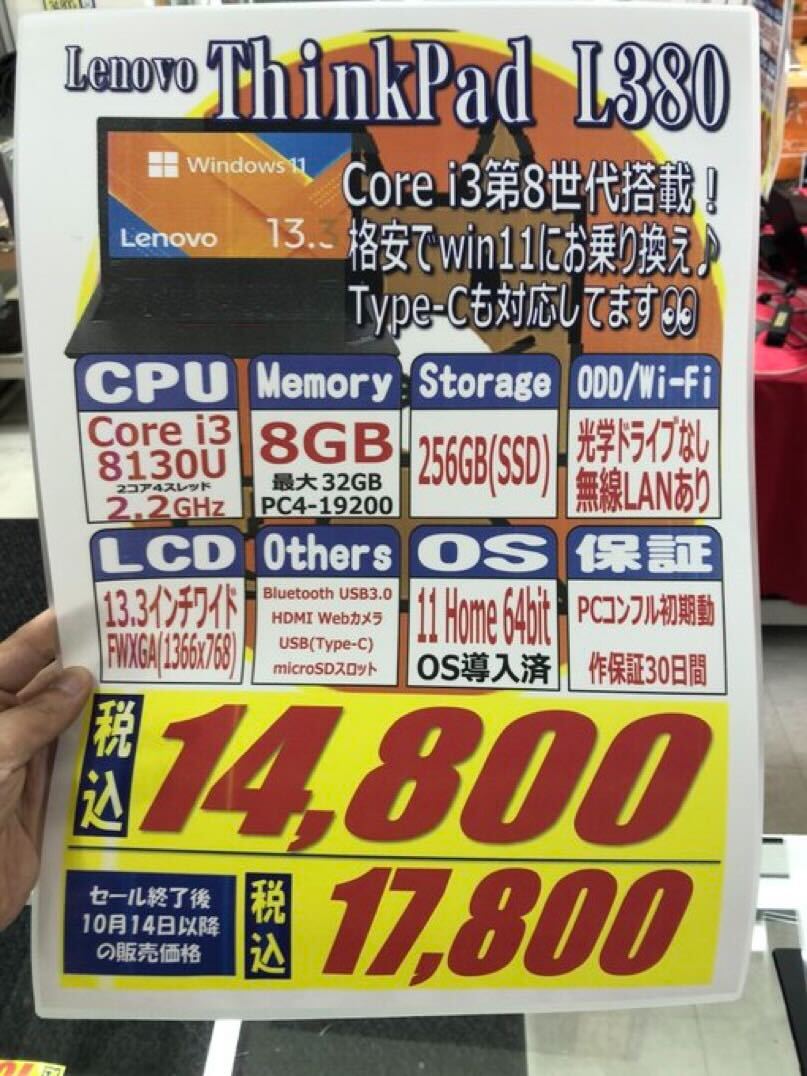 Lenovo ThinkPad L380
Windows 11
Lenovo 13.3
Core i3第8世代搭載！
格安でwin11にお乗り換え♪
Type-Cも対応してます👀
CPU
Core i3
8130U
2コア4スレッド
2.2GHz
Memory
8GB
最大32GB
PC4-19200
Storage
256GB(SSD)
ODD/Wi-Fi
光学ドライブなし
無線LANあり
LCD
13.3インチワイド
FWXGA(1366x768)
Others
Bluetooth USB3.0
HDMI Webカメラ
USB(Type-C)
microSDスロット
OS
11 Home 64bit
OS導入済
保証
PCコンフル初期動
作保証30日間
税込 14,800
セール終了後
10月14日以降
の販売価格
税込 17,800